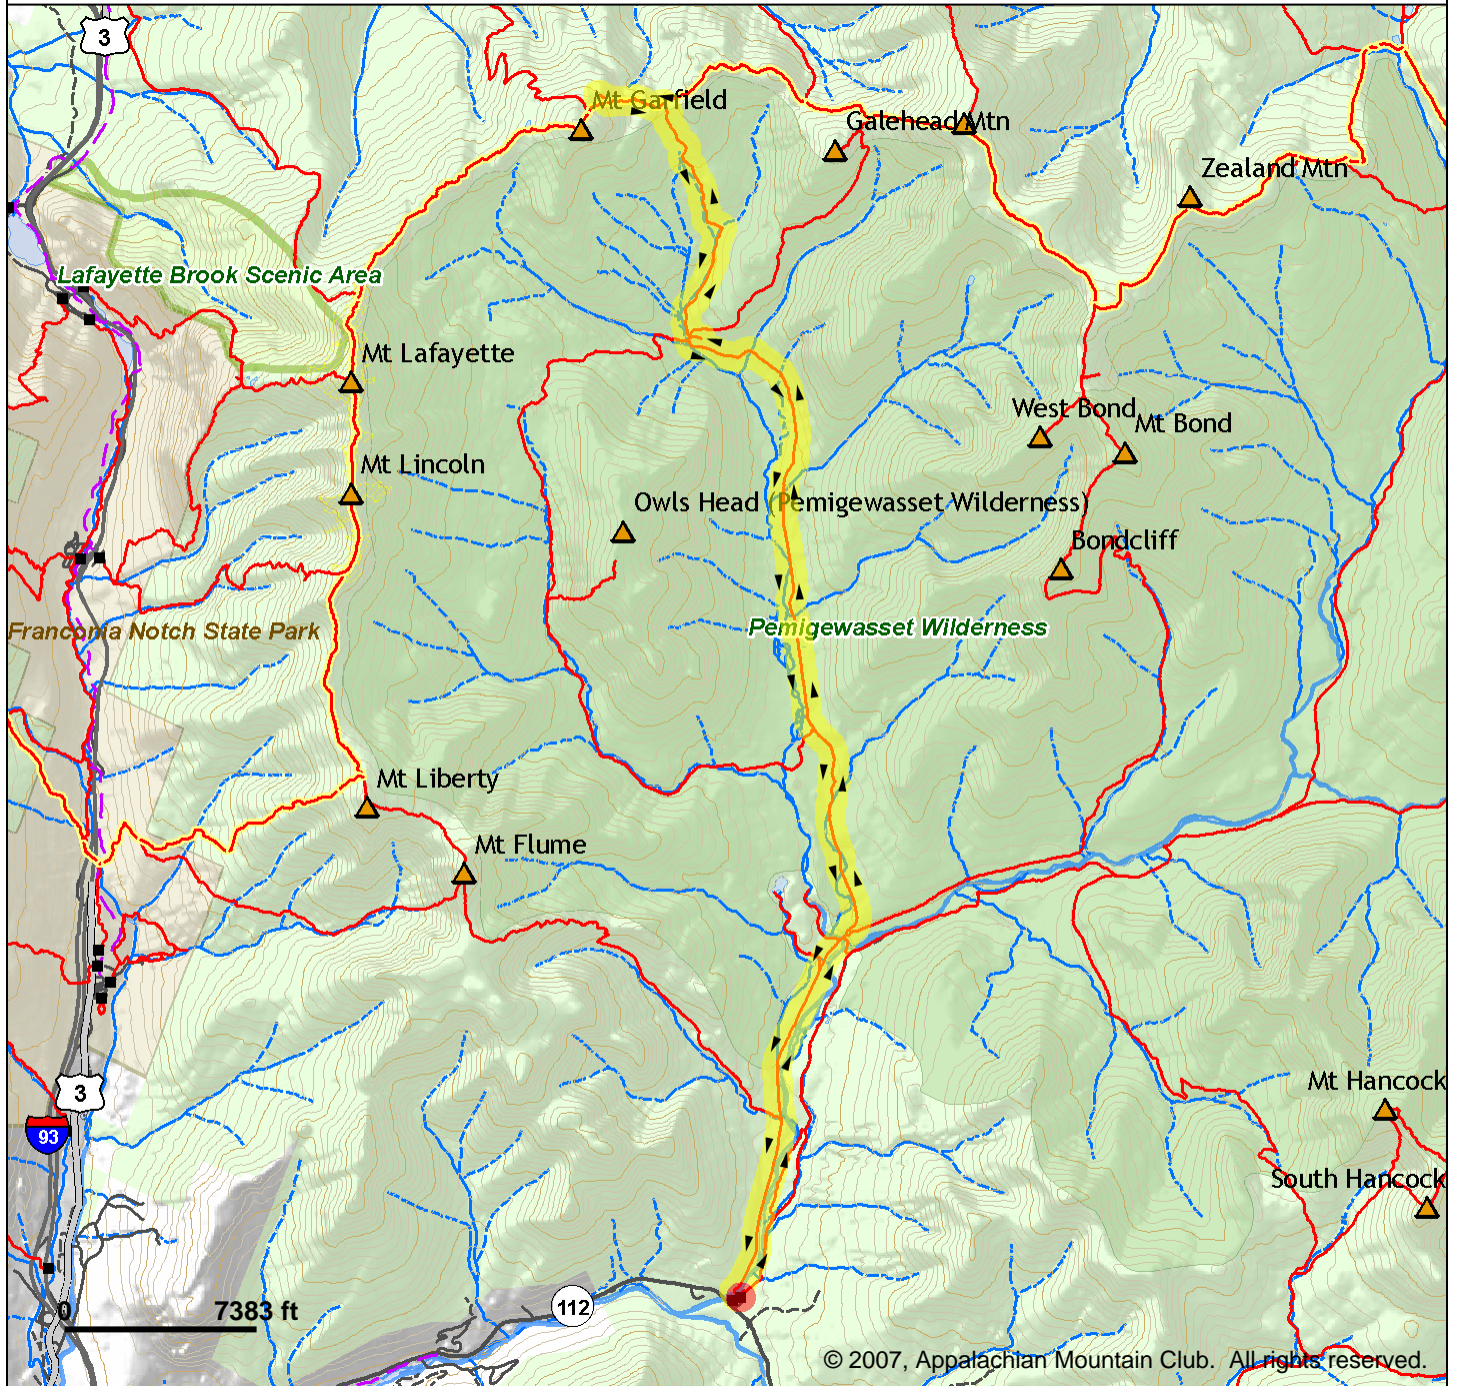 3
Mt Garfield
Galehead Mtn
Zealand Mtn
Lafayette Brook Scenic Area
Mt Lafayette
West Bond
Mt Bond
Mt Lincoln
Owls Head (Pemigewasset Wilderness)
Bondcliff
Franconia Notch State Park
Pemigewasset Wilderness
Mt Liberty
Mt Flume
3
Mt Hancock
93
South Hancock
0 7383 ft
112
© 2007, Appalachian Mountain Club. All rights reserved.